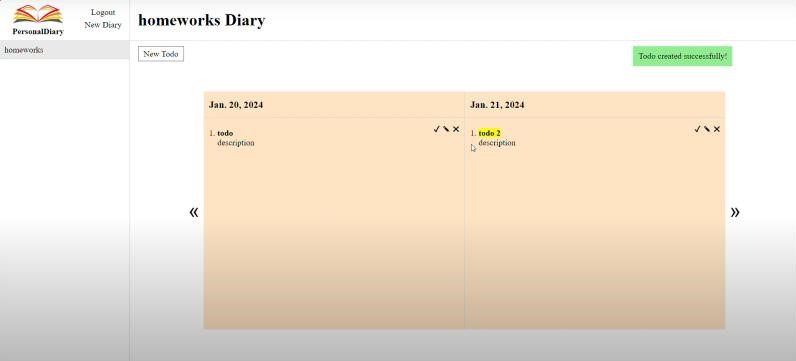 PersonalDiary
Logout
New Diary
homeworks
homeworks Diary
New Todo
Todo created successfully!
Jan. 20, 2024
1. todo
description
Jan. 21, 2024
1. todo 2
description